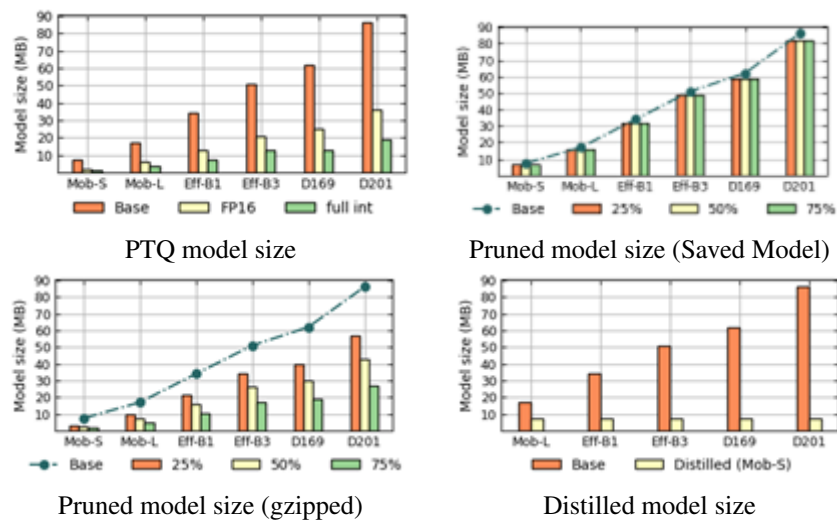 Model size (MB)
90
80
70
60
50
40
30
20
10
Mob-S Mob-L Eff-B1 Eff-B3 D169 D201
Base FP16 full int
PTQ model size
Model size (MB)
90
80
70
60
50
40
30
20
10
Mob-S Mob-L Eff-B1 Eff-B3 D169 D201
Base 25% 50% 75%
Pruned model size (Saved Model)
Model size (MB)
90
80
70
60
50
40
30
20
10
Mob-S Mob-L Eff-B1 Eff-B3 D169 D201
Base 25% 50% 75%
Pruned model size (gzipped)
Model size (MB)
90
80
70
60
50
40
30
20
10
Mob-L Eff-B1 Eff-B3 D169 D201
Base Distilled (Mob-S)
Distilled model size